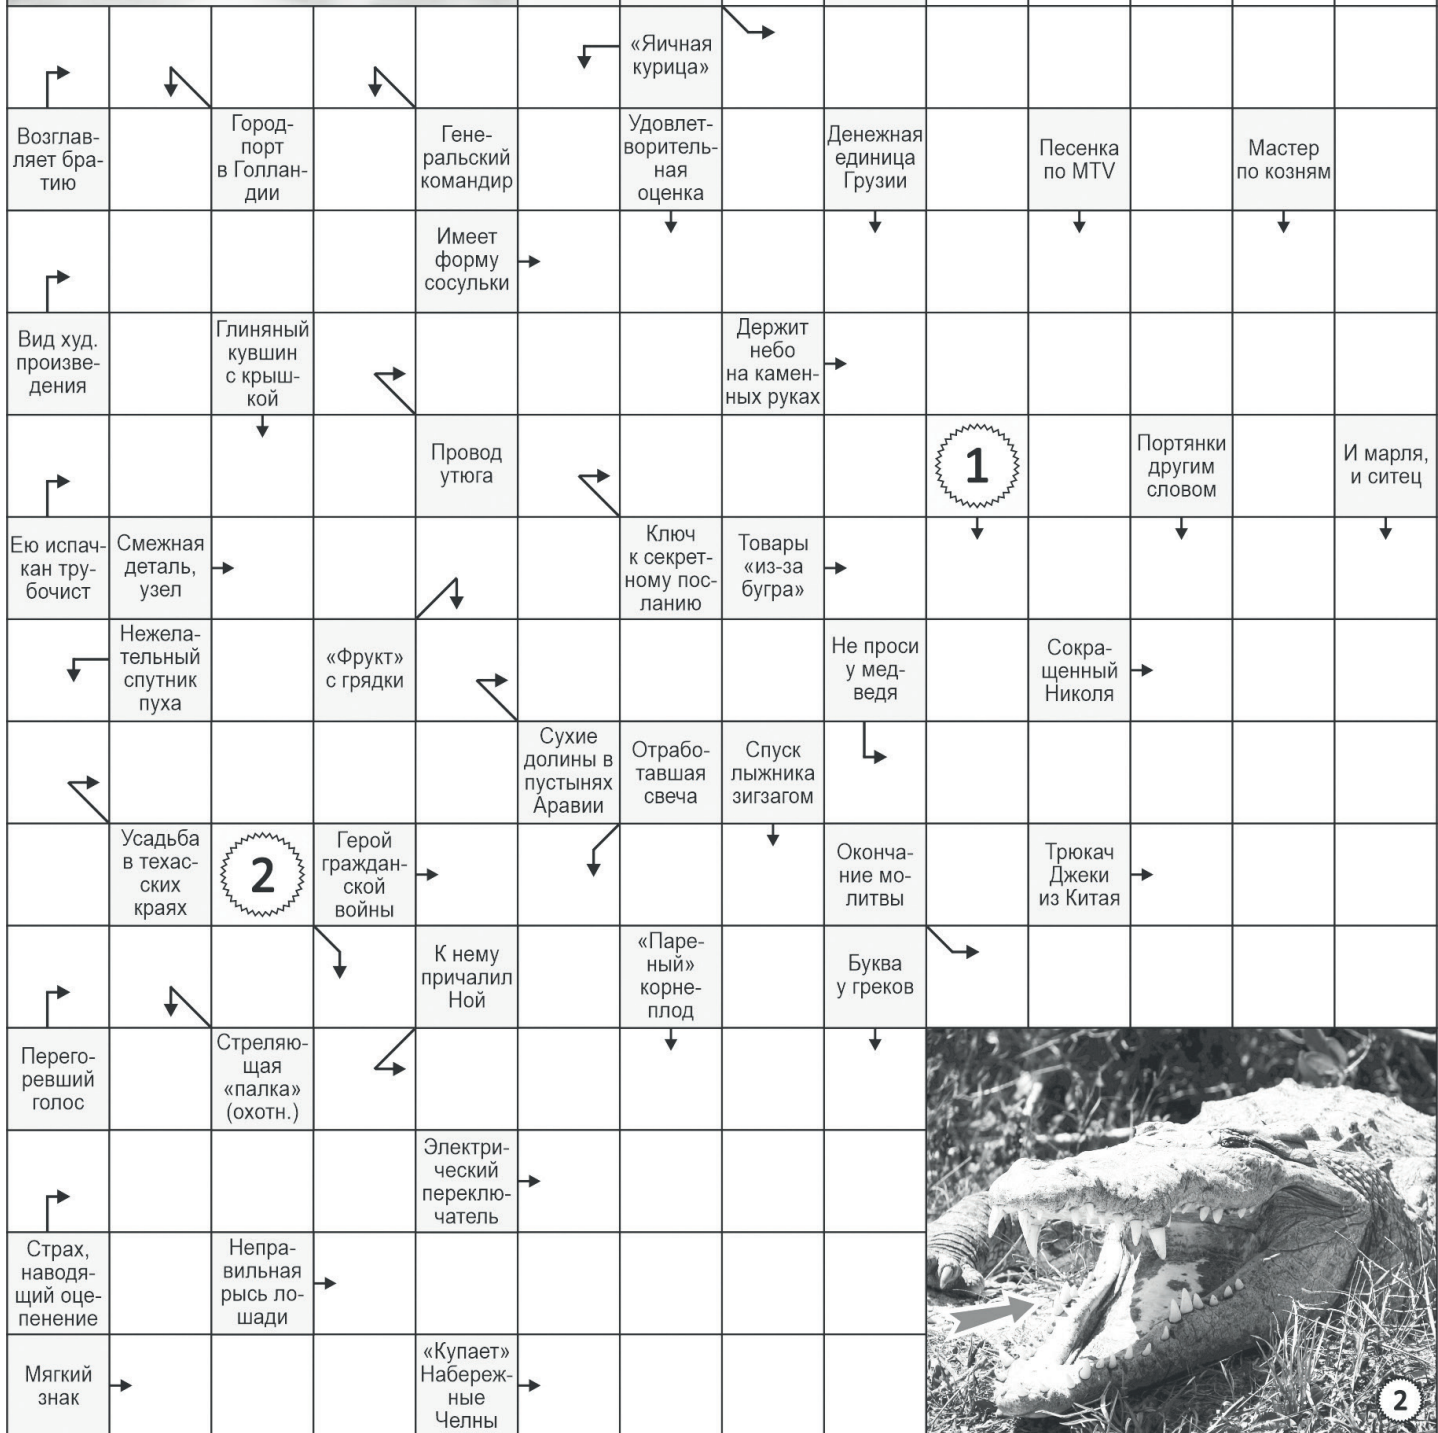 «Яичная
курица»
Возглав-
ляет бра-
тию
Город-
порт
в Голлан-
дии
Гене-
ральский
командир
Удовлет-
воритель-
ная
оценка
Денежная
единица
Грузии
Песенка
по MTV
Мастер
по козням
Имеет
форму
сосульки
Вид худ.
произве-
дения
Глиняный
кувшин
с крыш-
кой
Держит
небо
на камен-
ных руках
Провод
утюга
1
Портянки
другим
словом
И марля,
и ситец
Ею испач-
кан тру-
бочист
Смежная
деталь,
узел
Ключ
к секрет-
ному пос-
ланию
Товары
«из-за
бугра»
Нежела-
тельный
спутник
пуха
«Фрукт»
с грядки
Не проси
у мед-
ведя
Сокра-
щенный
Николя
Сухие
долины в
пустынях
Аравии
Отрабо-
тавшая
свеча
Спуск
лыжника
зигзагом
Усадьба
в техас-
ских
краях
2
Герой
граждан-
ской
войны
Оконча-
ние мо-
литвы
Трюкач
Джеки
из Китая
К нему
причалил
Ной
«Паре-
ный»
корне-
плод
Буква
у греков
Перего-
ревший
голос
Стреляю-
щая
«палка»
(охотн.)
Электри-
ческий
переклю-
чатель
Страх,
наводя-
щий оце-
пенение
Непра-
вильная
рысь ло-
шади
Мягкий
знак
«Купает»
Набереж-
ные
Челны
2